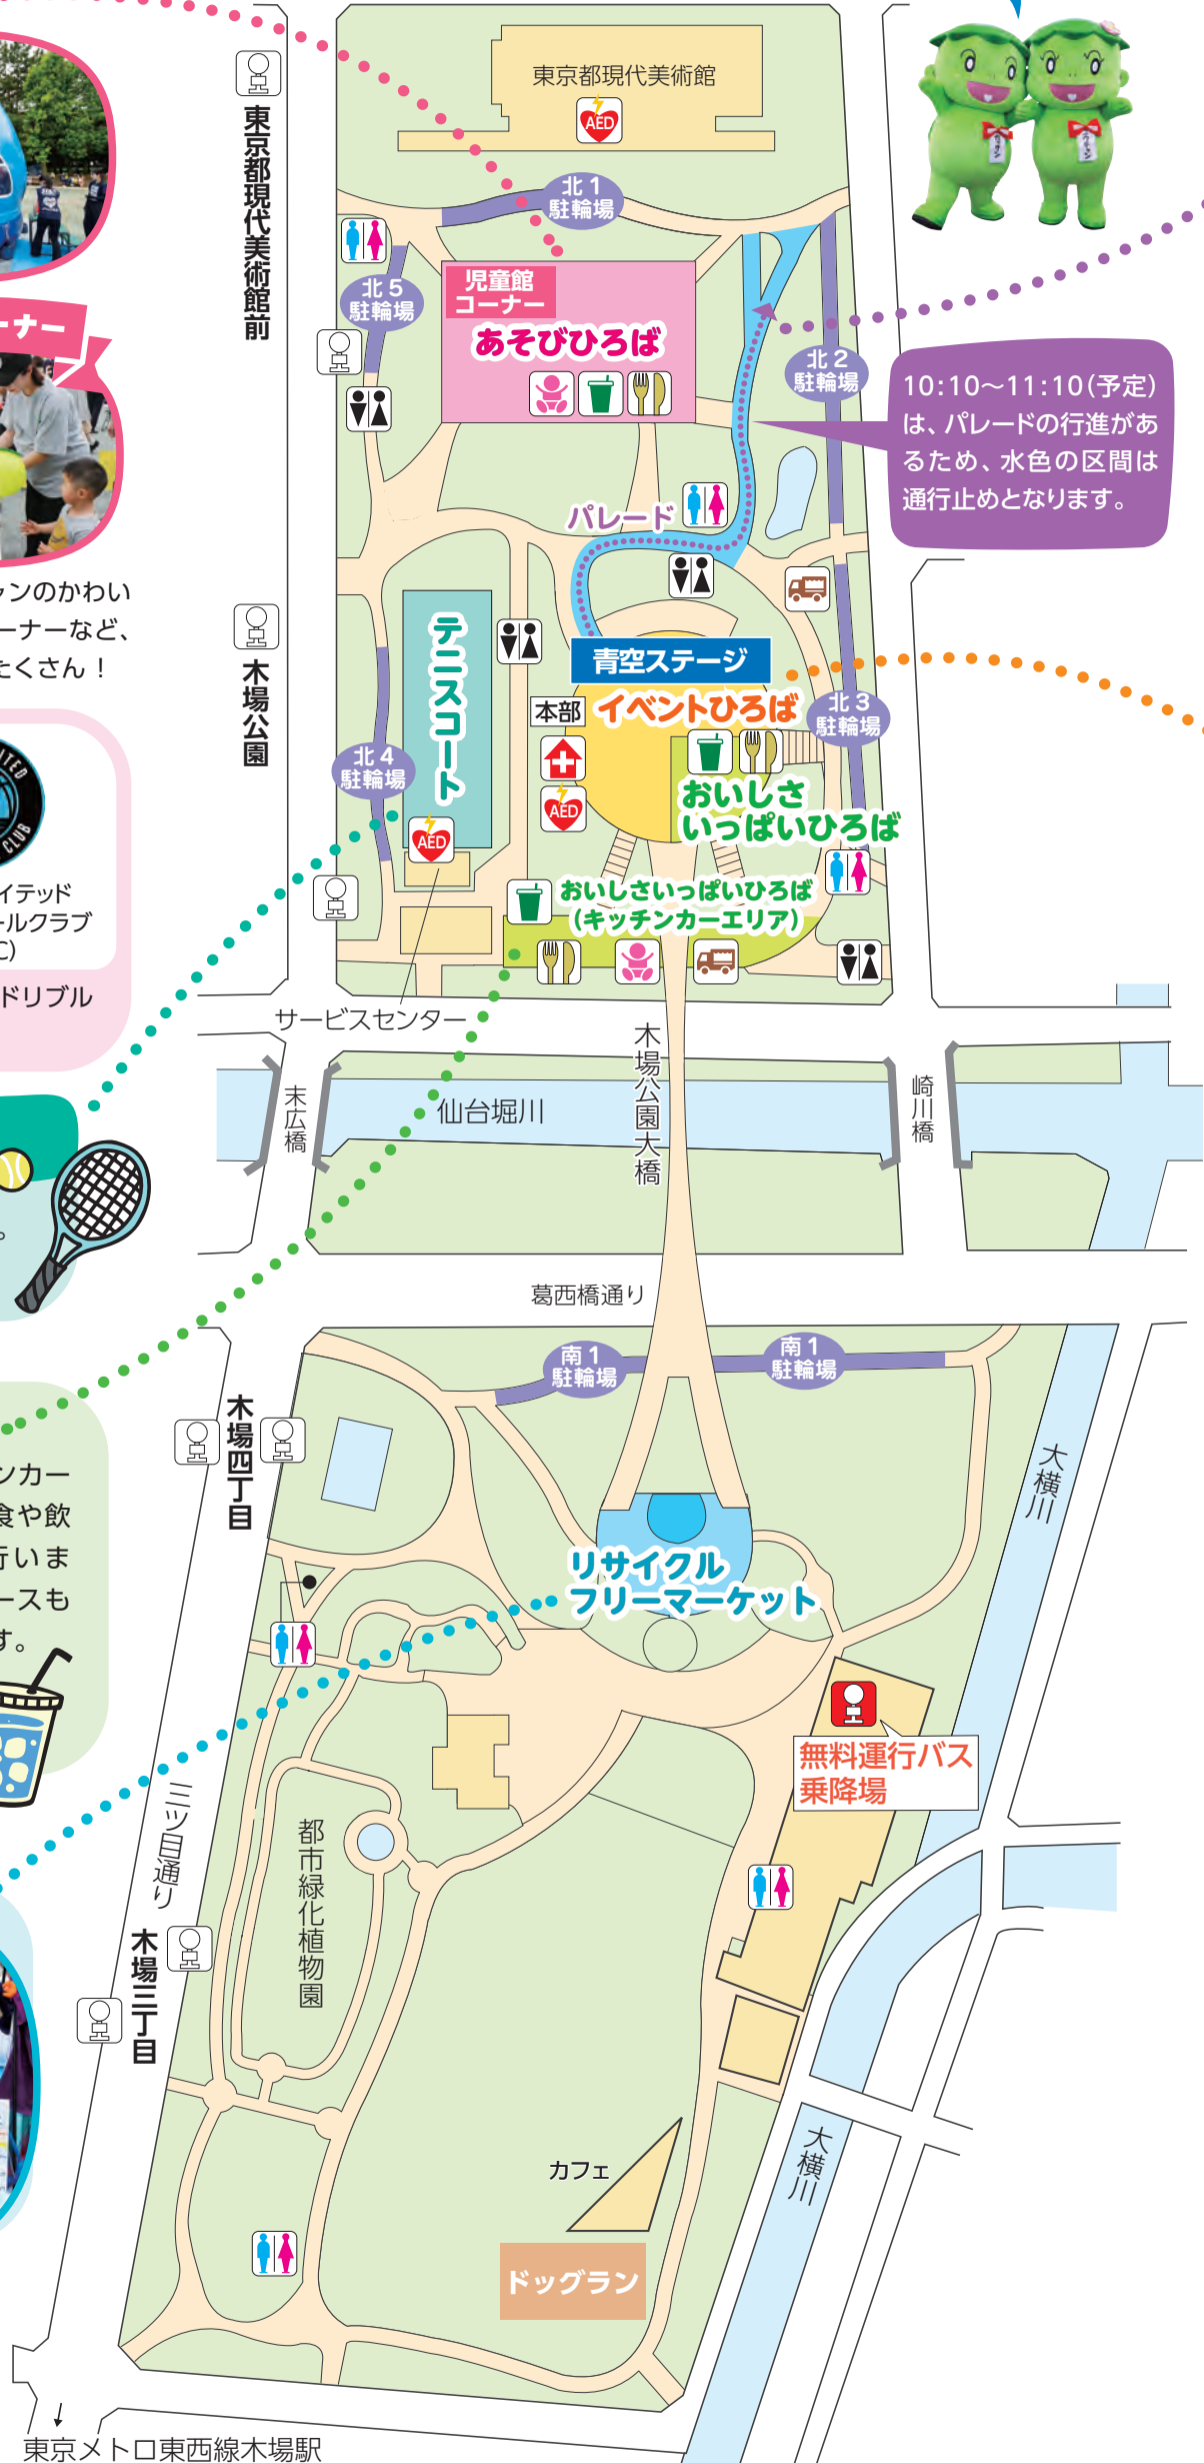 東京都現代美術館
AED
東京都現代美術館前
北1
駐輪場
北5
駐輪場
児童館
コーナー
あそびひろば
北2
駐輪場
ーナー
10:10～11:10(予定)
は、パレードの行進があ
るため、水色の区間は
通行止めとなります。
パレード
ャンのかわい
ーナーなど、
たくさん！
木場公園
テニスコート
青空ステージ
本部
イベントひろば
北3
駐輪場
北4
駐輪場
AED
AED
おいしさ
いっぱいひろば
CLUB
イテッド
ールクラブ
C)
ドリブル
おいしさいっぱいひろば
(キッチンカーエリア)
サービスセンター
木場公園大橋
末広橋
仙台堀川
崎川橋
。
葛西橋通り
南1
駐輪場
南1
駐輪場
木場四丁目
大横川
ンカー
食や飲
行いま
ースも
す。
リサイクル
フリーマーケット
無料運行バス
乗降場
三ツ目通り
都市緑化植物園
木場三丁目
大横川
カフェ
ドッグラン
東京メトロ東西線木場駅